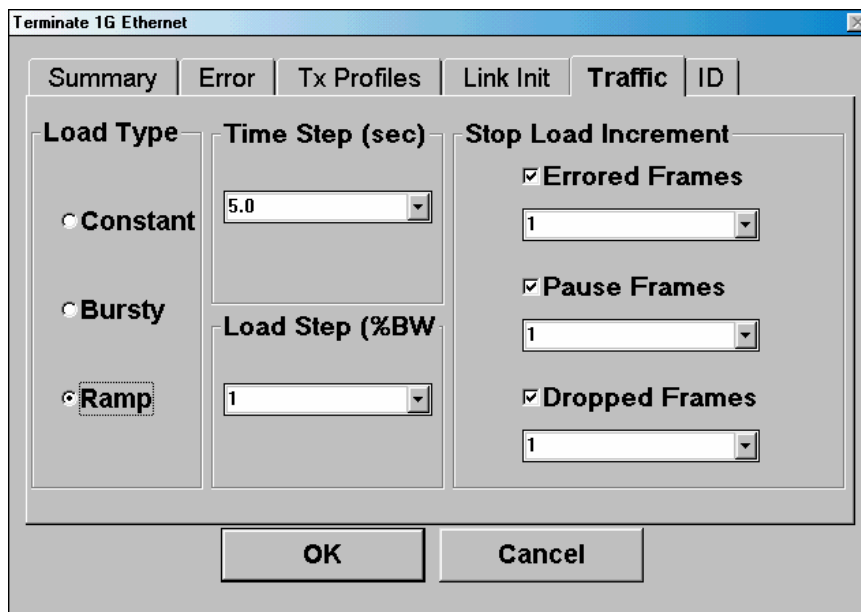 Terminate 1G Ethernet
Summary Error Tx Profiles Link Init Traffic ID
Load Type
Constant
Bursty
Ramp
Time Step (sec)
5.0
Load Step (%BW
1
Stop Load Increment
Errored Frames
1
Pause Frames
1
Dropped Frames
1
OK Cancel